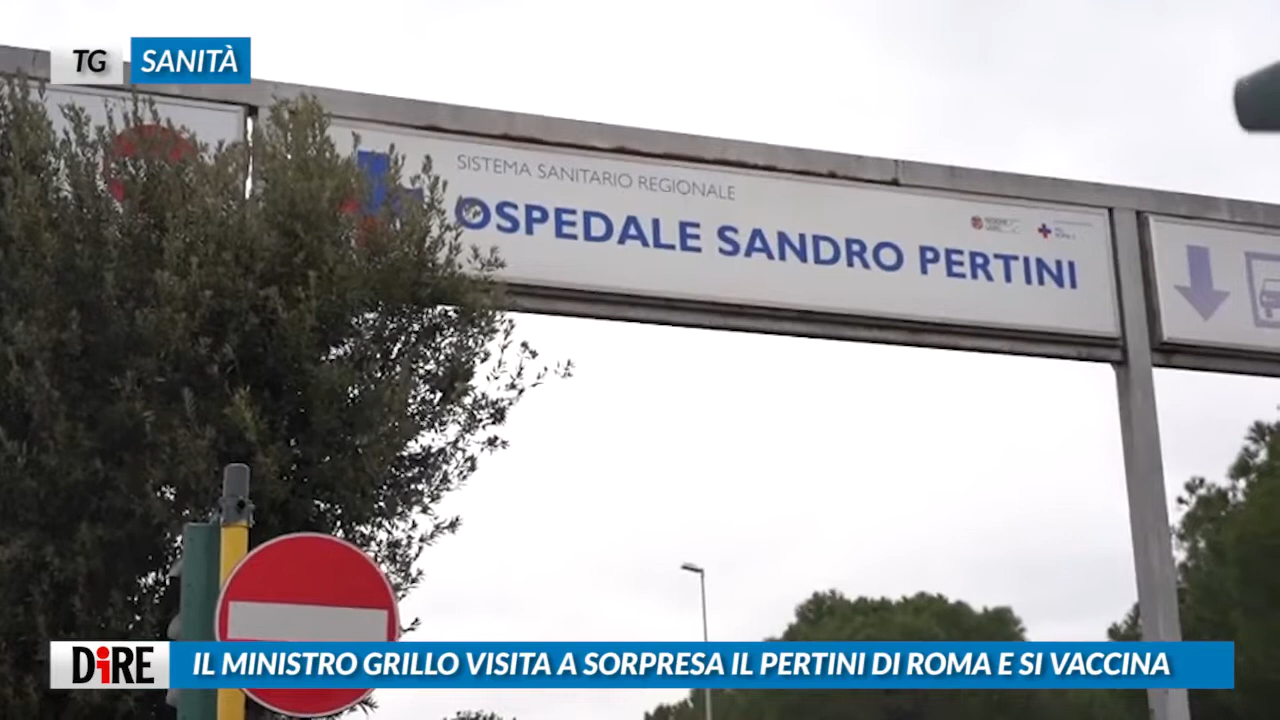 TG SANITÀ
SISTEMA SANITARIO REGIONALE
OSPEDALE SANDRO PERTINI
DiRE
IL MINISTRO GRILLO VISITA A SORPRESA IL PERTINI DI ROMA E SI VACCINA